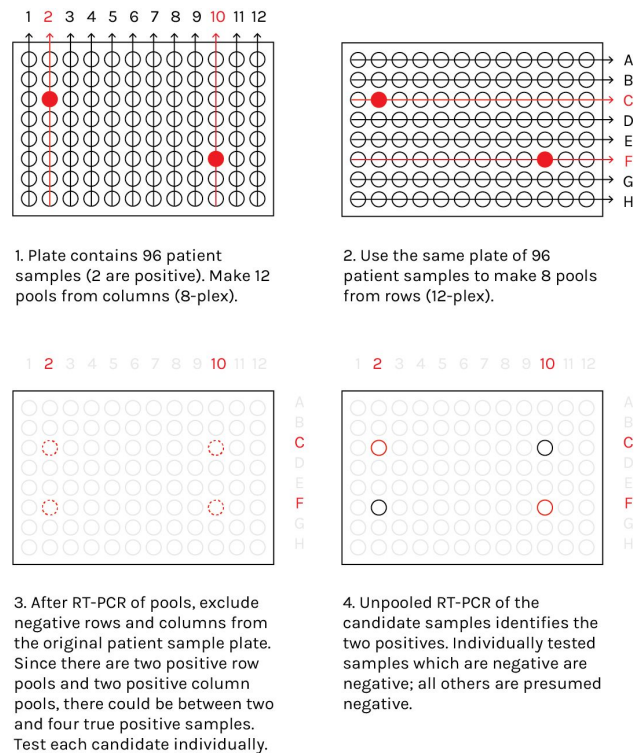 1 2 3 4 5 6 7 8 9 10 11 12
A
B
C
D
E
F
G
H
1. Plate contains 96 patient
samples (2 are positive). Make 12
pools from columns (8-plex).
2. Use the same plate of 96
patient samples to make 8 pools
from rows (12-plex).
1 2 3 4 5 6 7 8 9 10 11 12
A
B
C
D
E
F
G
H
1 2 3 4 5 6 7 8 9 10 11 12
A
B
C
D
E
F
G
H
3. After RT-PCR of pools, exclude
negative rows and columns from
the original patient sample plate.
Since there are two positive row
pools and two positive column
pools, there could be between two
and four true positive samples.
Test each candidate individually.
4. Unpooled RT-PCR of the
candidate samples identifies the
two positives. Individually tested
samples which are negative are
negative; all others are presumed
negative.